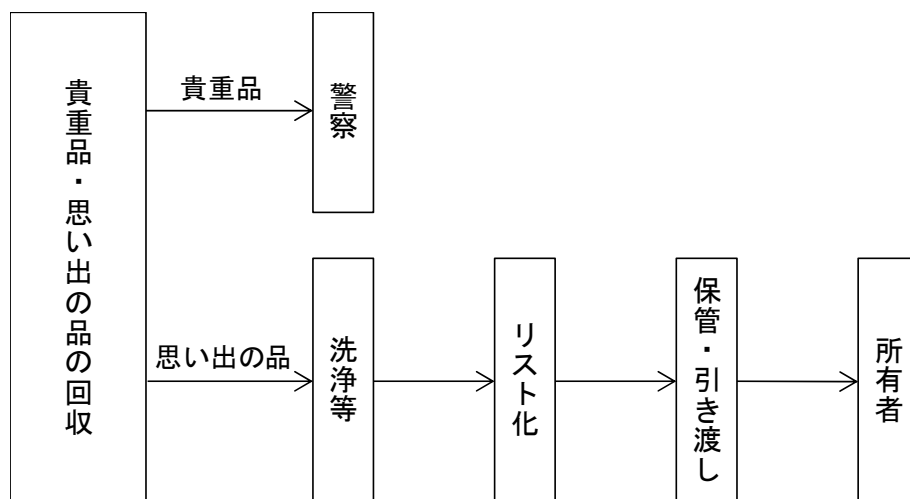 貴重品・思い出の品の回収
貴重品
警察
思い出の品
洗浄等
リスト化
保管・引き渡し
所有者